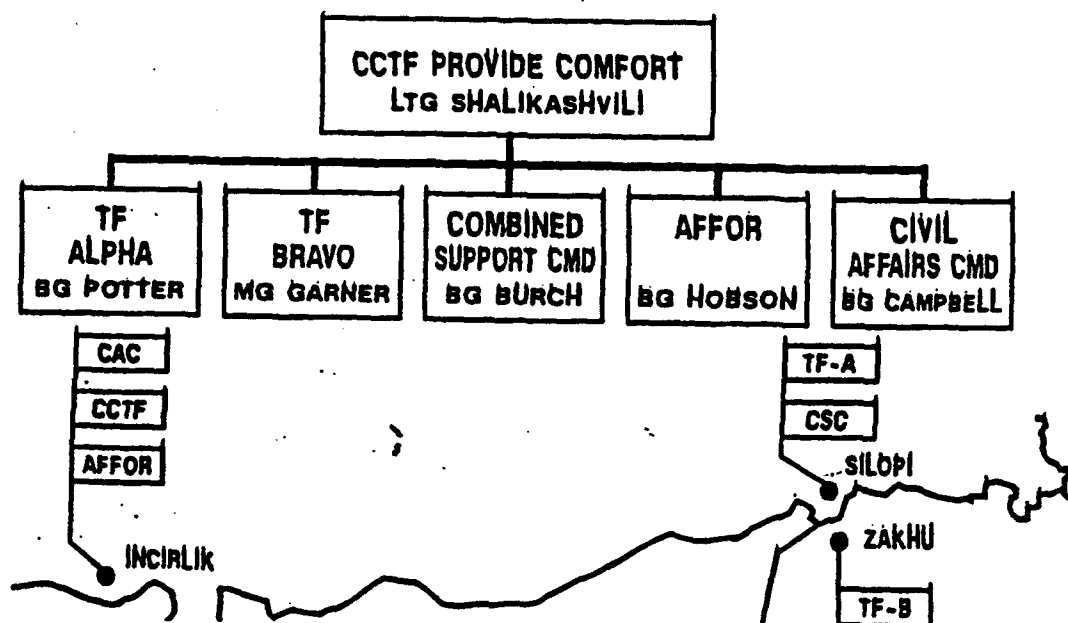 CCTF PROVIDE COMFORT
LTG SHALIKASHVILI
TF
ALPHA
BG POTTER
TF
BRAVO
MG GARNER
COMBINED
SUPPORT CMD
BG BURCH
AFFOR
BG HOBSON
CIVIL
AFFAIRS CMD
BG CAMPBELL
CAC
CCTF
AFFOR
INCIRLIK
TF-A
CSC
SILOPI
ZAKHU
TF-B